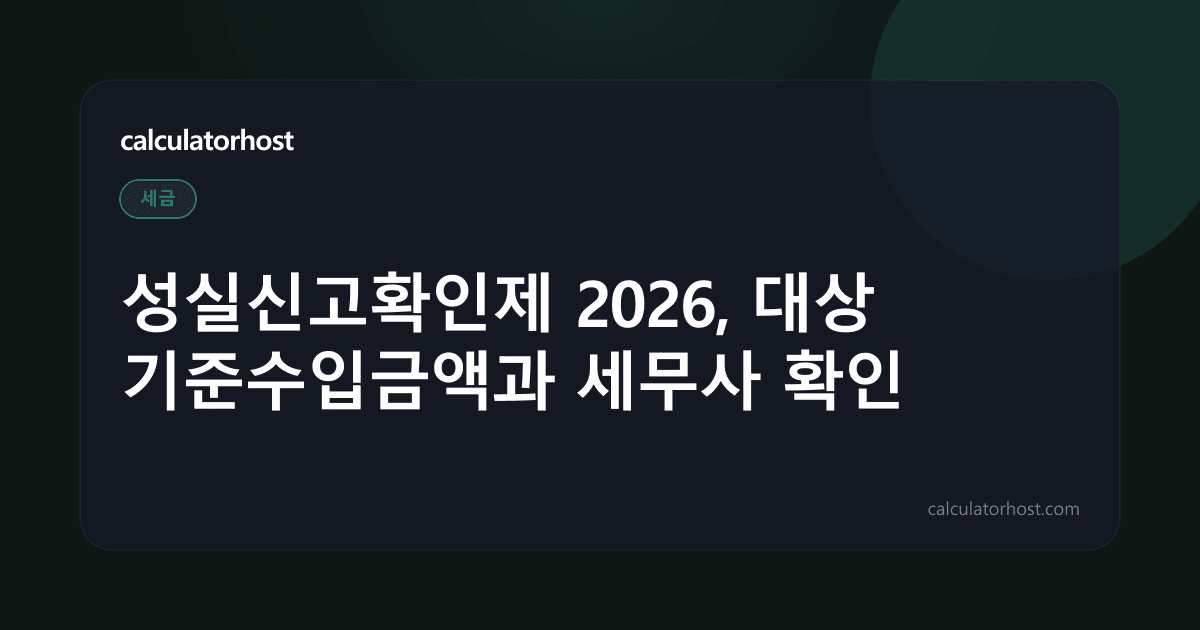 calculatorhost
세금
성실신고확인제 2026, 대상
기준수입금액과 세무사 확인
calculatorhost.com